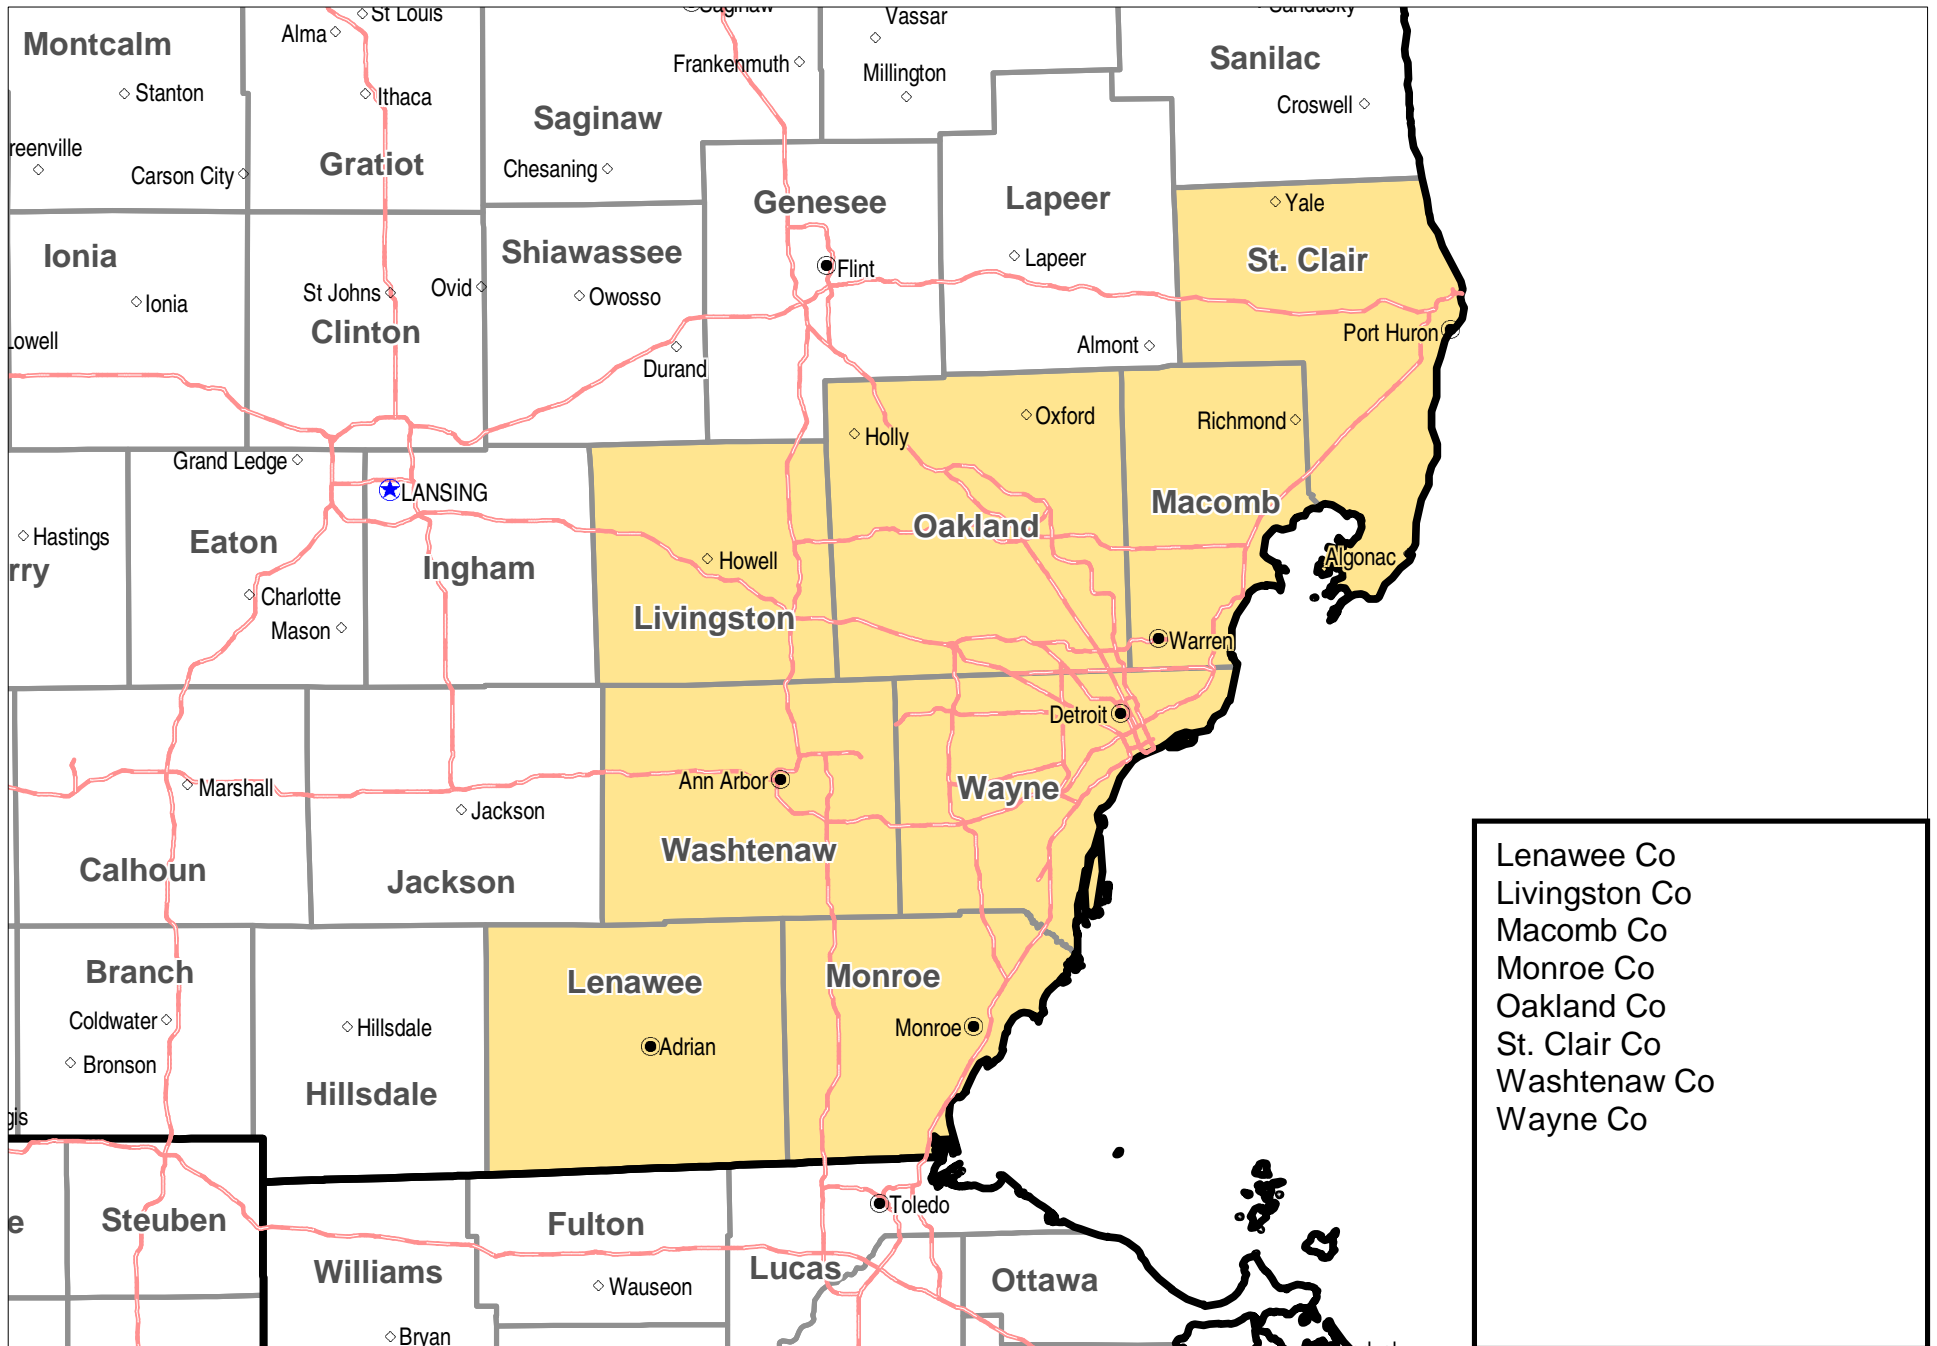 St Louis
Saginaw
Vassar
Sandusky
Montcalm
Alma
Frankenmuth
Millington
Sanilac
Stanton
Ithaca
Saginaw
Croswell
reenville
Carson City
Gratiot
Chesaning
Genesee
Lapeer
Yale
Ionia
Shiawassee
Flint
Lapeer
St. Clair
Ionia
St Johns
Ovid
Owosso
Lowell
Clinton
Durand
Almont
Port Huron
Holly
Oxford
Richmond
Grand Ledge
LANSING
Macomb
Hastings
rry
Eaton
Ingham
Howell
Oakland
Algonac
Charlotte
Mason
Livingston
Warren
Detroit
Marshall
Jackson
Ann Arbor
Wayne
Calhoun
Jackson
Washtenaw
Branch
Lenawee
Monroe
Coldwater
Bronson
Hillsdale
Adrian
Monroe
Hillsdale
gis
e
Steuben
Fulton
Toledo
Williams
Wauseon
Lucas
Ottawa
Bryan
Lenawee Co
Livingston Co
Macomb Co
Monroe Co
Oakland Co
St. Clair Co
Washtenaw Co
Wayne Co